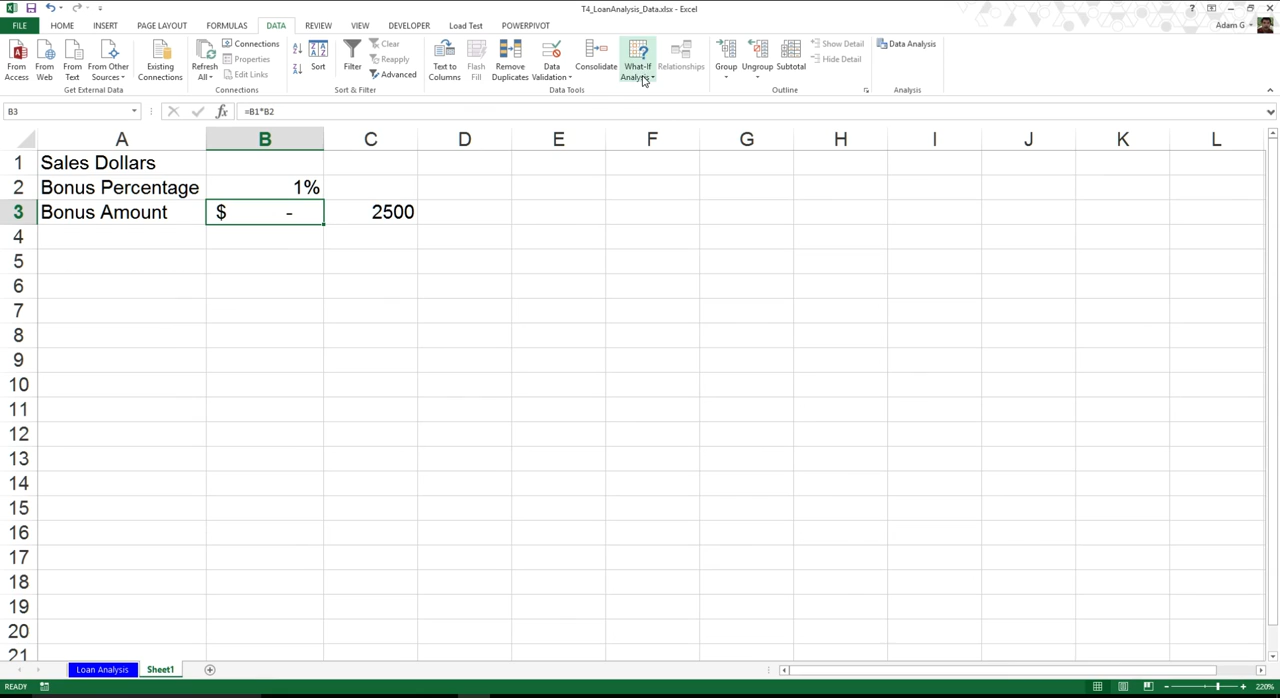 T4_LoanAnalysis_Data.xlsx - Excel
FILE HOME INSERT PAGE LAYOUT FORMULAS DATA REVIEW VIEW DEVELOPER Load Test POWERPIVOT Adam G
From Access
From Web
From Text
From Other Sources
Existing Connections
Get External Data
Refresh All
Connections
Properties
Edit Links
Connections
Sort
Filter
Clear
Reapply
Advanced
Sort & Filter
Text to Columns
Flash Fill
Remove Duplicates
Data Validation
Consolidate
What-If Analysis
Relationships
Data Tools
Group
Ungroup
Subtotal
Show Detail
Hide Detail
Outline
Data Analysis
Analysis
B3 fx =B1*B2
A B C D E F G H I J K L
1 Sales Dollars
2 Bonus Percentage 1%
3 Bonus Amount $ - 2500
4
5
6
7
8
9
10
11
12
13
14
15
16
17
18
19
20
21
Loan Analysis Sheet1
READY 220%